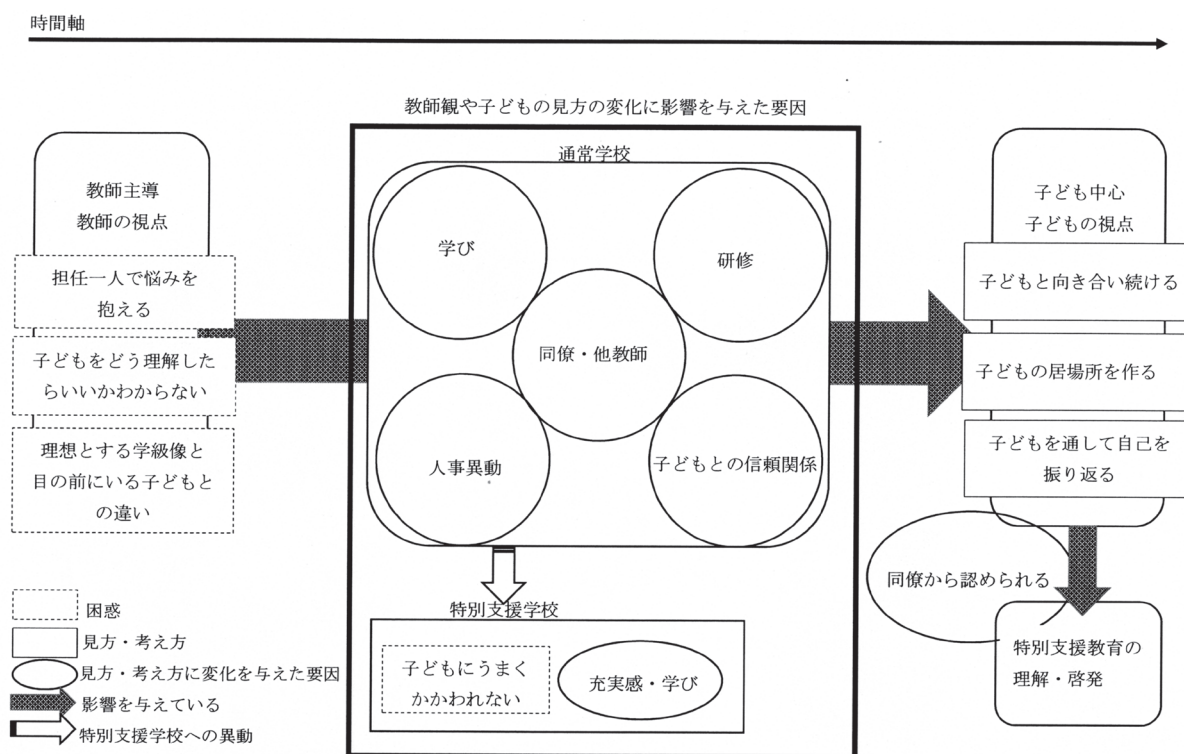 時間軸
教師観や子どもの見方の変化に影響を与えた要因
教師主導
教師の視点
担任一人で悩みを
抱える
子どもをどう理解した
らいいかわからない
理想とする学級像と
目の前にいる子どもと
の違い
通常学校
学び
研修
同僚・他教師
人事異動
子どもとの信頼関係
特別支援学校
子どもにうまく
かかわれない
充実感・学び
子ども中心
子どもの視点
子どもと向き合い続ける
子どもの居場所を作る
子どもを通して自己を
振り返る
同僚から認められる
特別支援教育の
理解・啓発
困惑
見方・考え方
見方・考え方に変化を与えた要因
影響を与えている
特別支援学校への異動